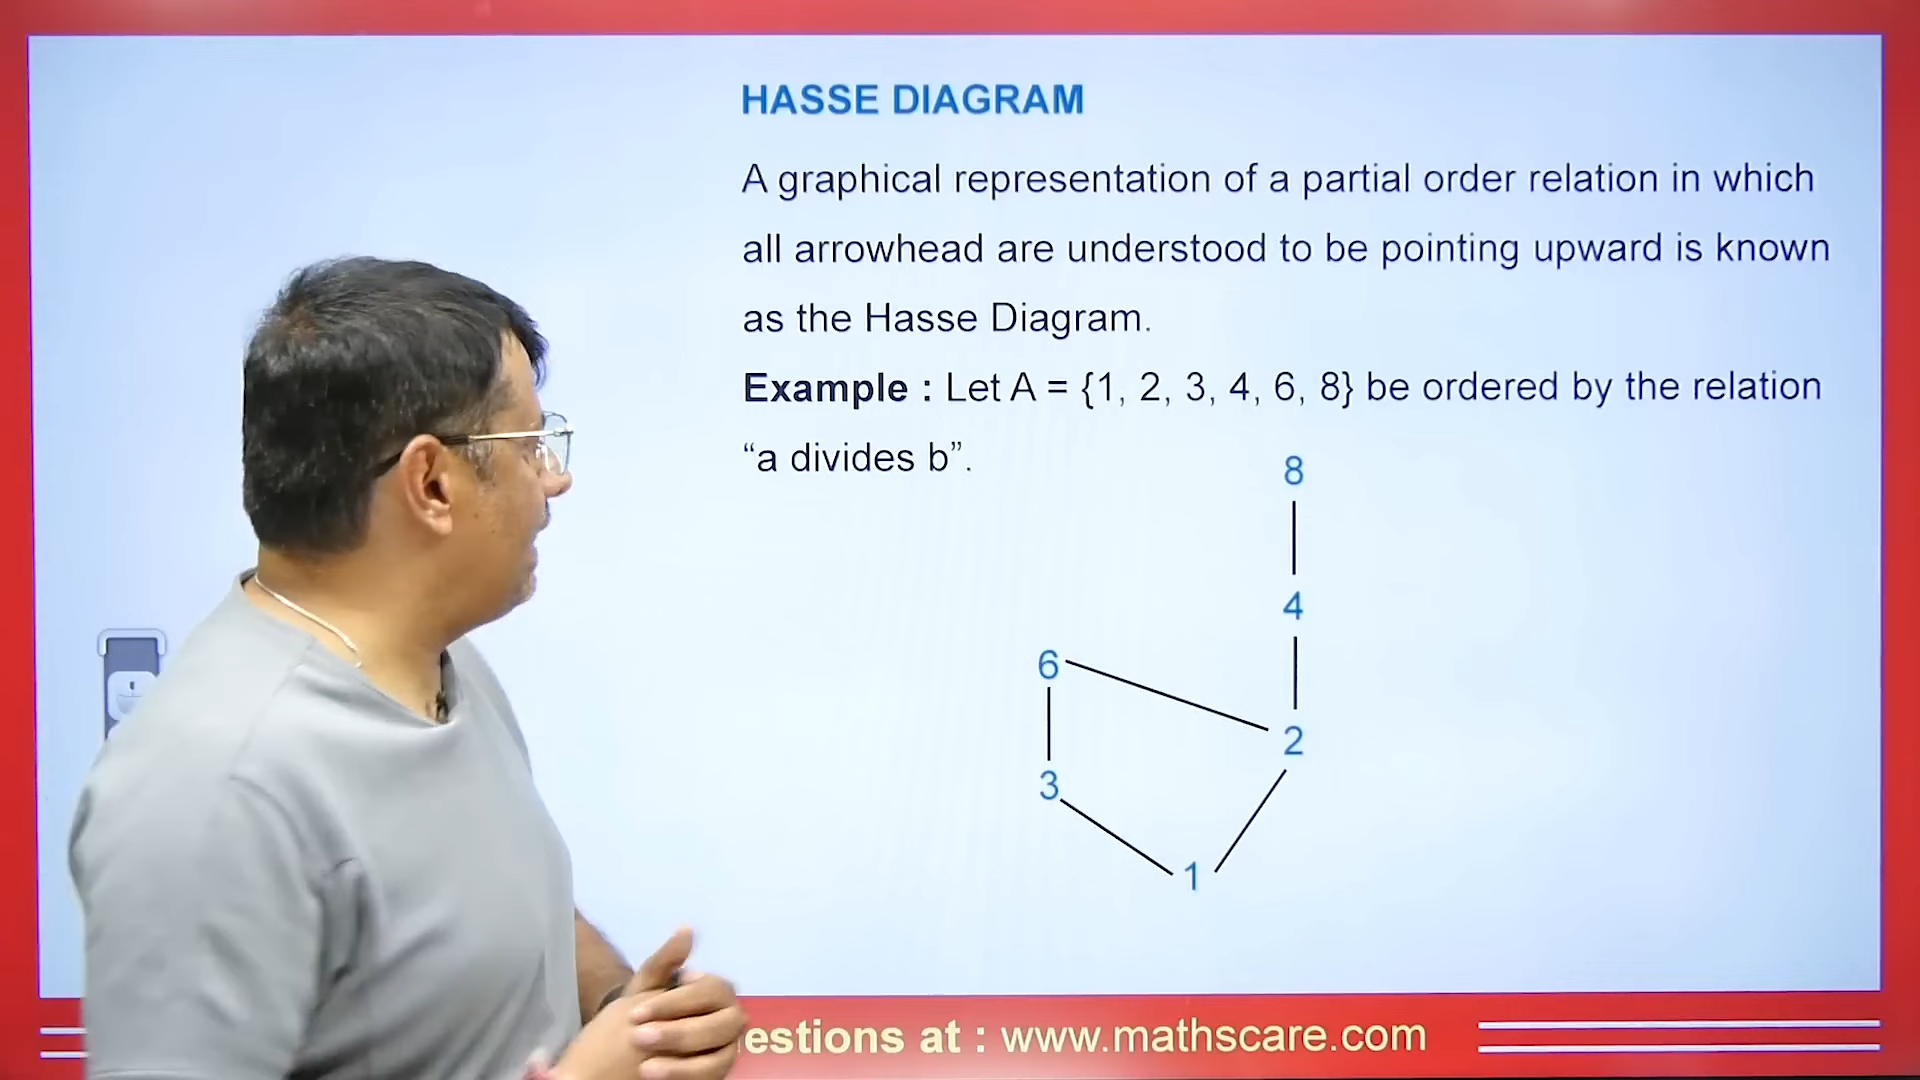 HASSE DIAGRAM
A graphical representation of a partial order relation in which
all arrowhead are understood to be pointing upward is known
as the Hasse Diagram.
Example : Let A = {1, 2, 3, 4, 6, 8} be ordered by the relation
“a divides b”.
8
4
6
2
3
1
estions at : www.mathscare.com